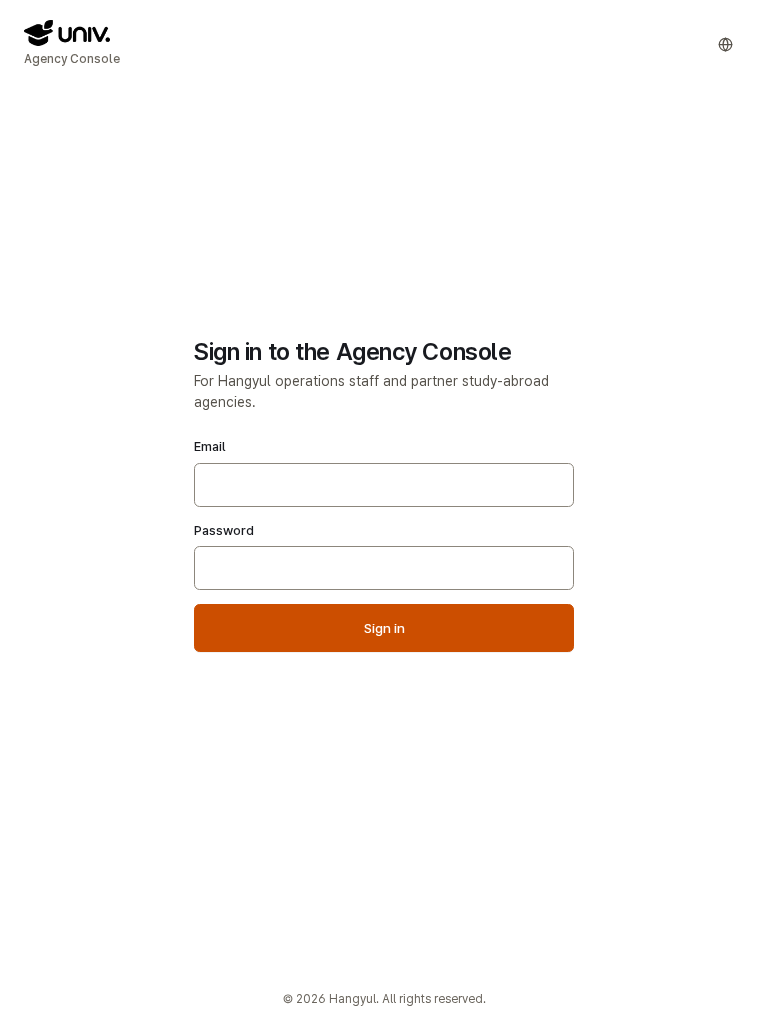 UNIV.
Agency Console
Sign in to the Agency Console
For Hangyul operations staff and partner study-abroad
agencies.
Email
Password
Sign in
© 2026 Hangyul. All rights reserved.